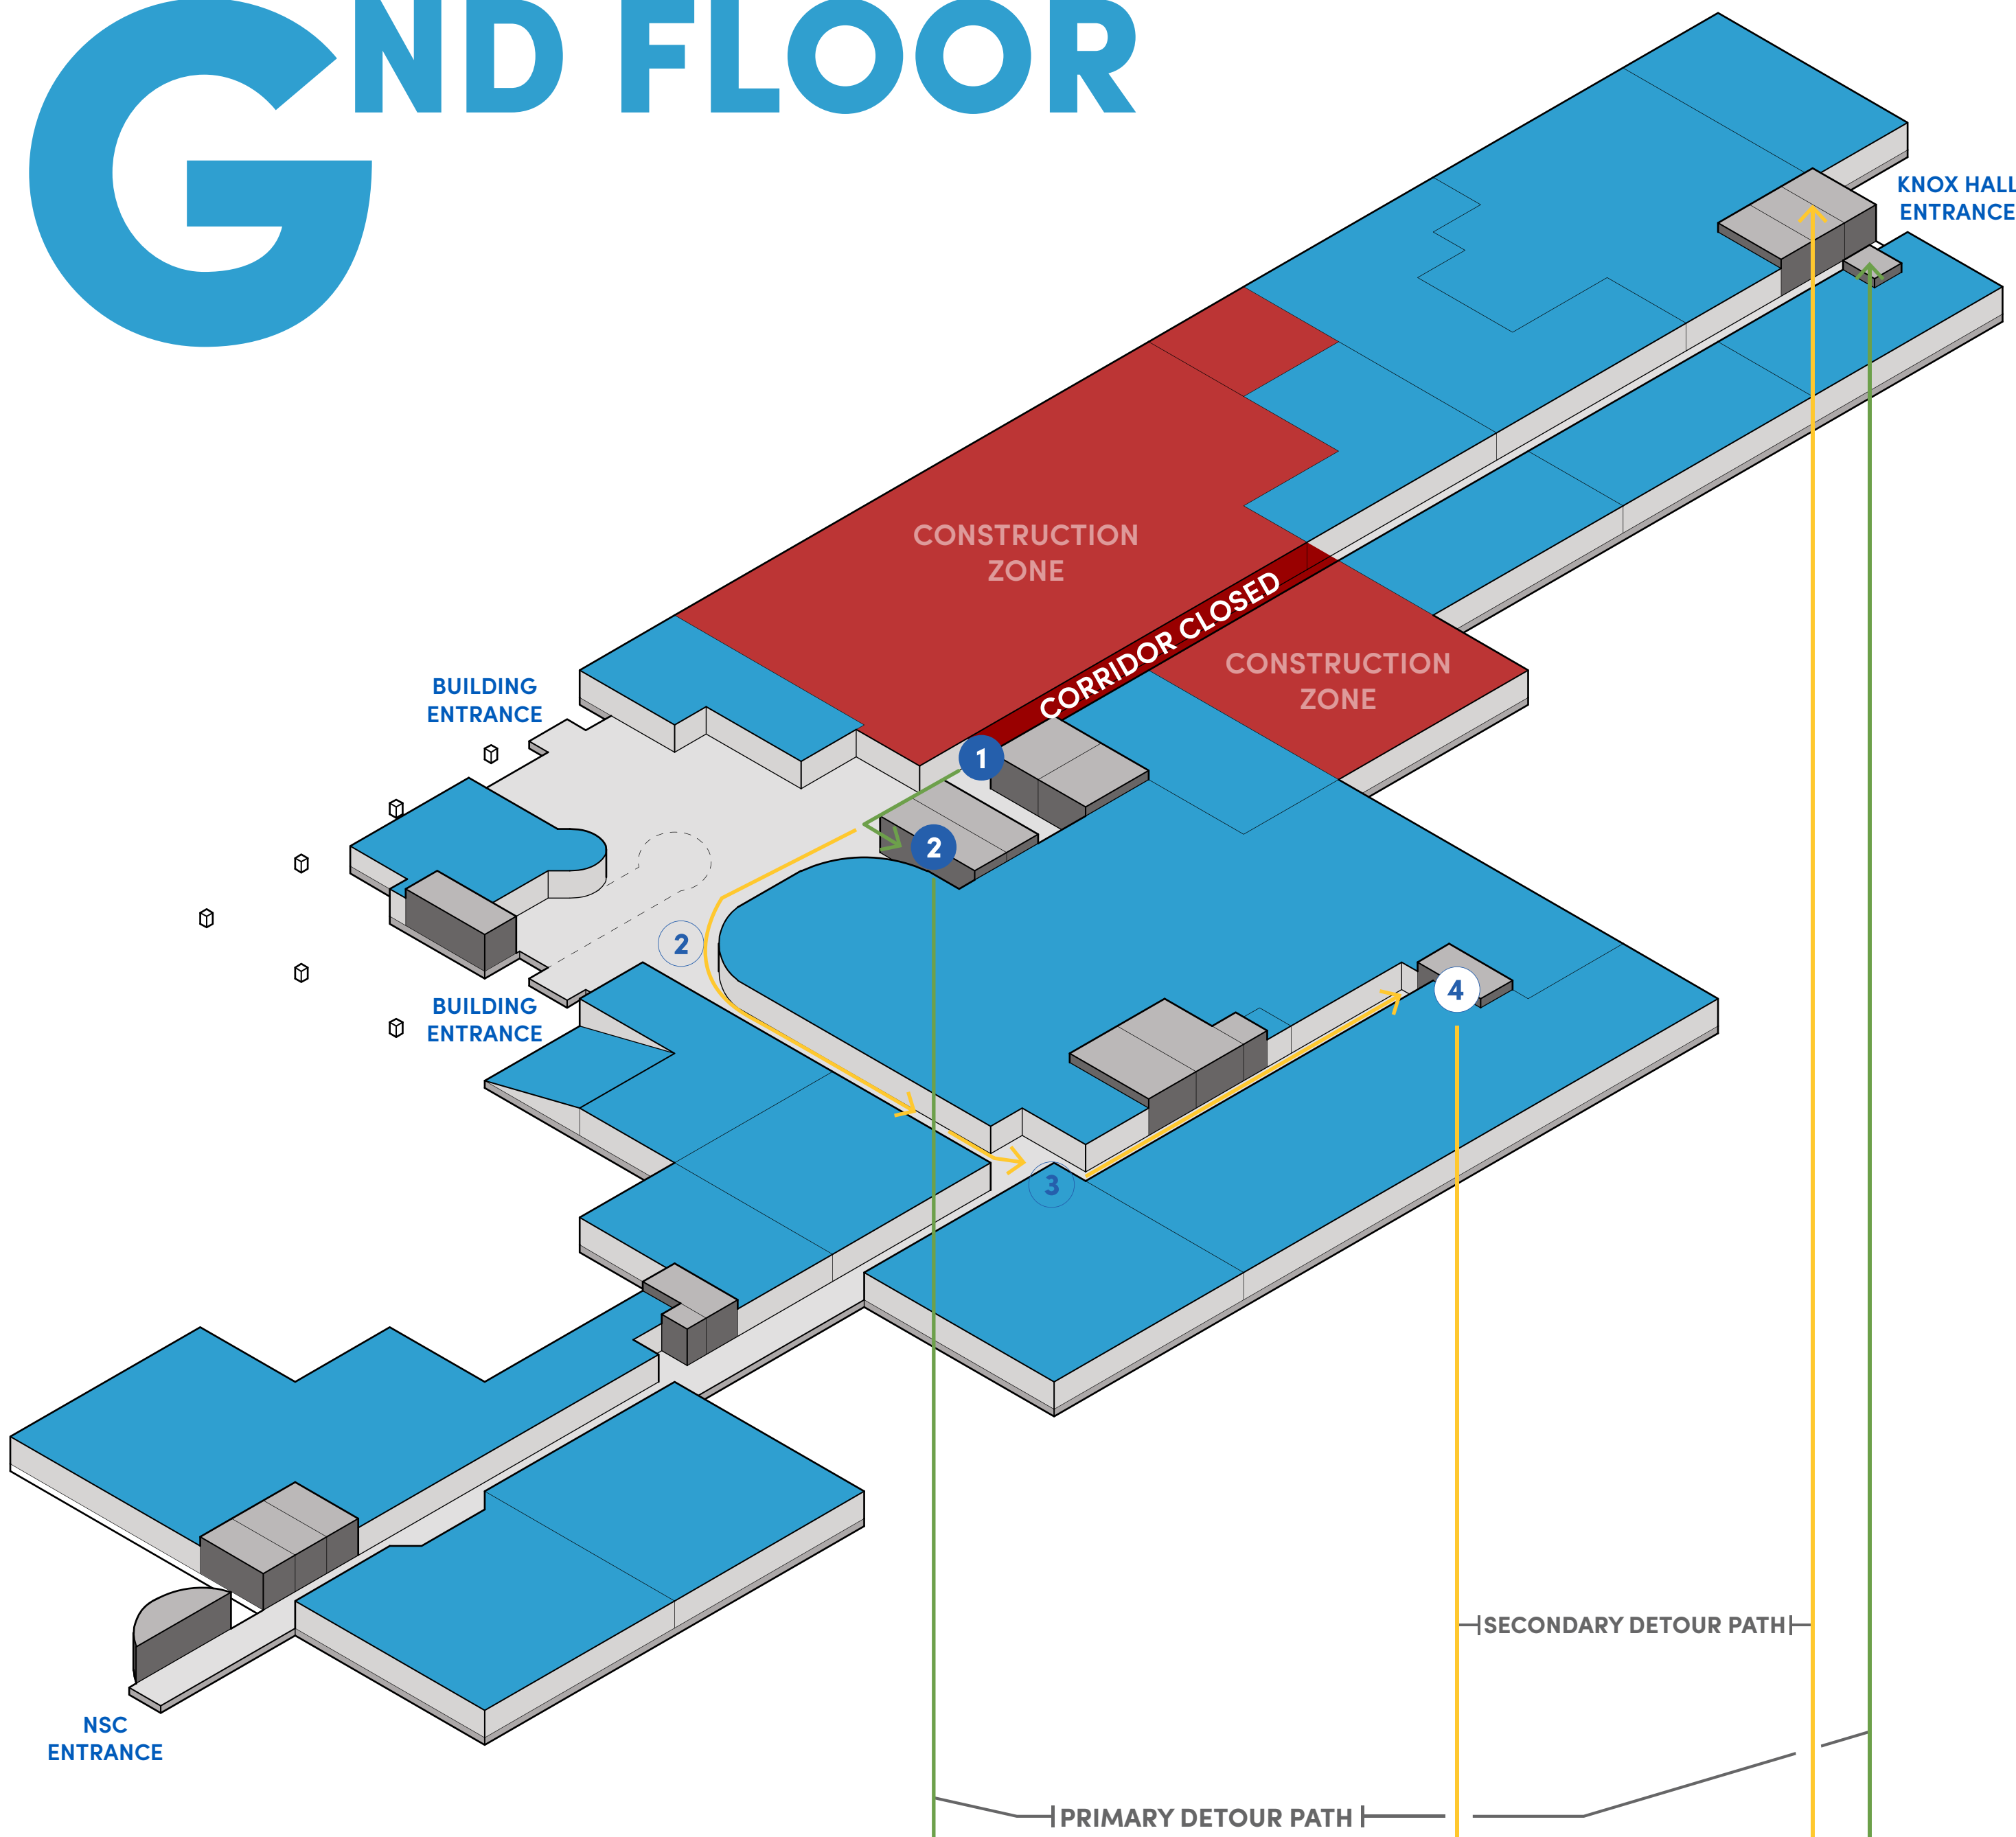 GND FLOOR
KNOX HALL
ENTRANCE
CONSTRUCTION
ZONE
CORRIDOR CLOSED
CONSTRUCTION
ZONE
BUILDING
ENTRANCE
1
2
2
BUILDING
ENTRANCE
4
3
SECONDARY DETOUR PATH
NSC
ENTRANCE
PRIMARY DETOUR PATH